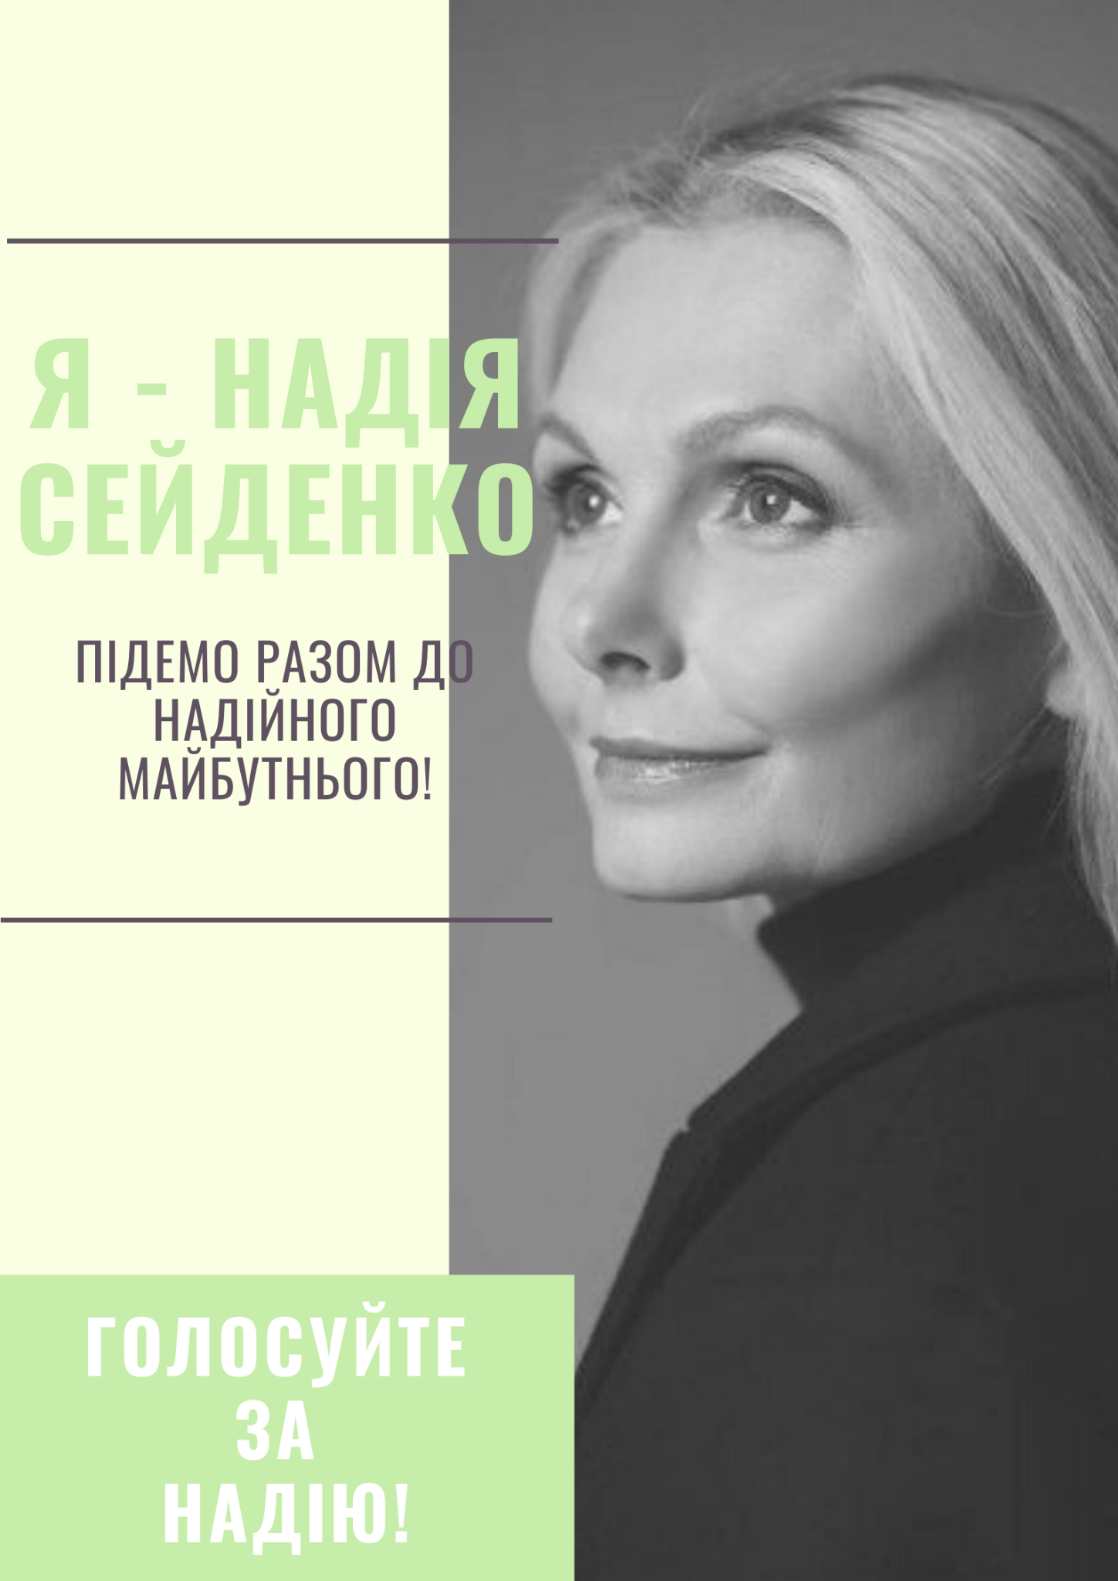 Я - НАДІЯ
СЕЙДЕНКО
ПІДЕМО РАЗОМ ДО
НАДІЙНОГО
МАЙБУТНЬОГО!
ГОЛОСУЙТЕ
ЗА
НАДІЮ!